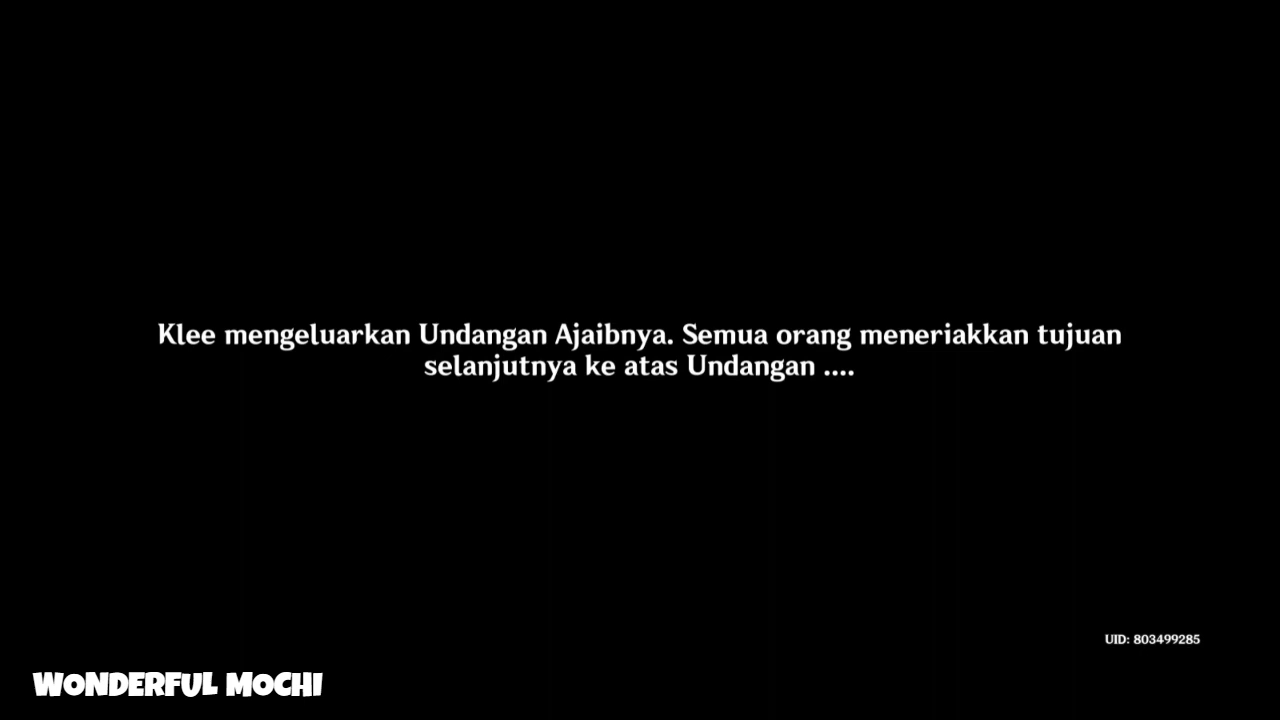 Klee mengeluarkan Undangan Ajaibnya. Semua orang meneriakkan tujuan
selanjutnya ke atas Undangan ....
UID: 803499285
WONDERFUL MOCHI